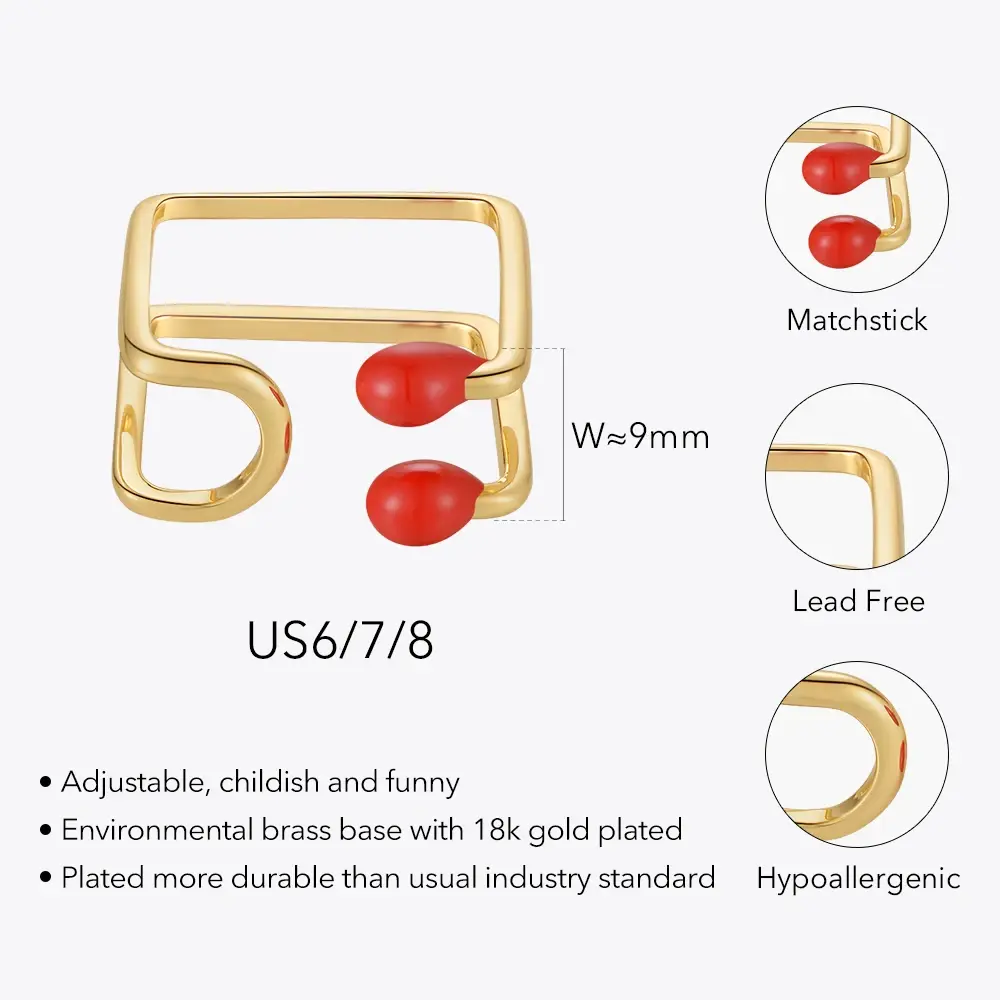 Matchstick
W≈9mm
Lead Free
US6/7/8
• Adjustable, childish and funny
• Environmental brass base with 18k gold plated
• Plated more durable than usual industry standard
Hypoallergenic